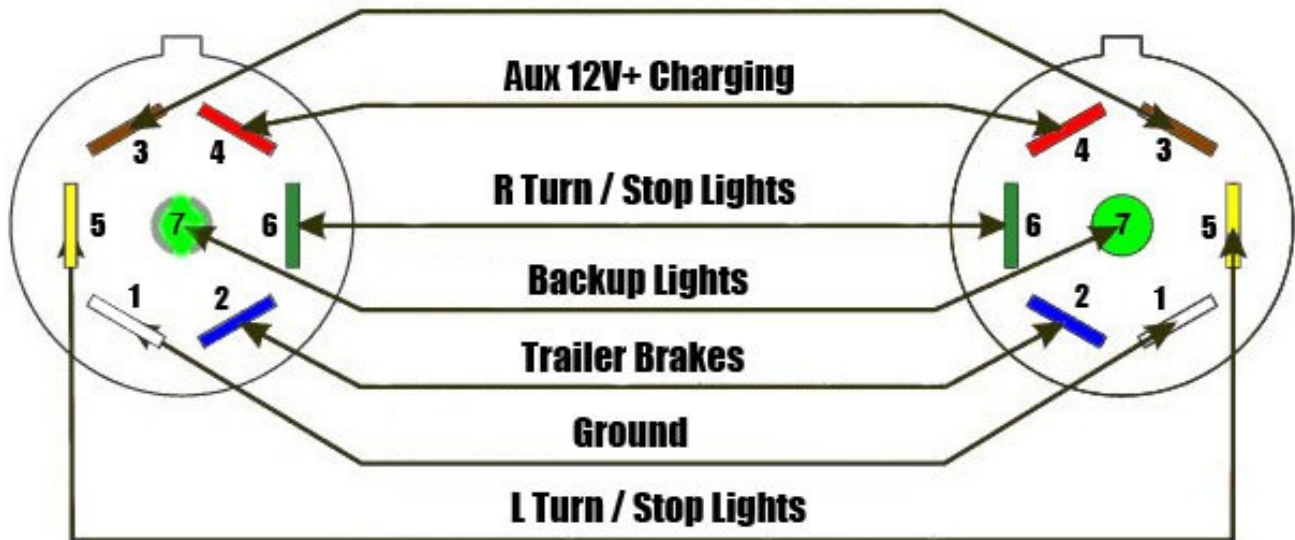 Aux 12V+ Charging
3 4 4 3
R Turn / Stop Lights
5 7 6 6 7 5
Backup Lights
1 2 2 1
Trailer Brakes
Ground
L Turn / Stop Lights